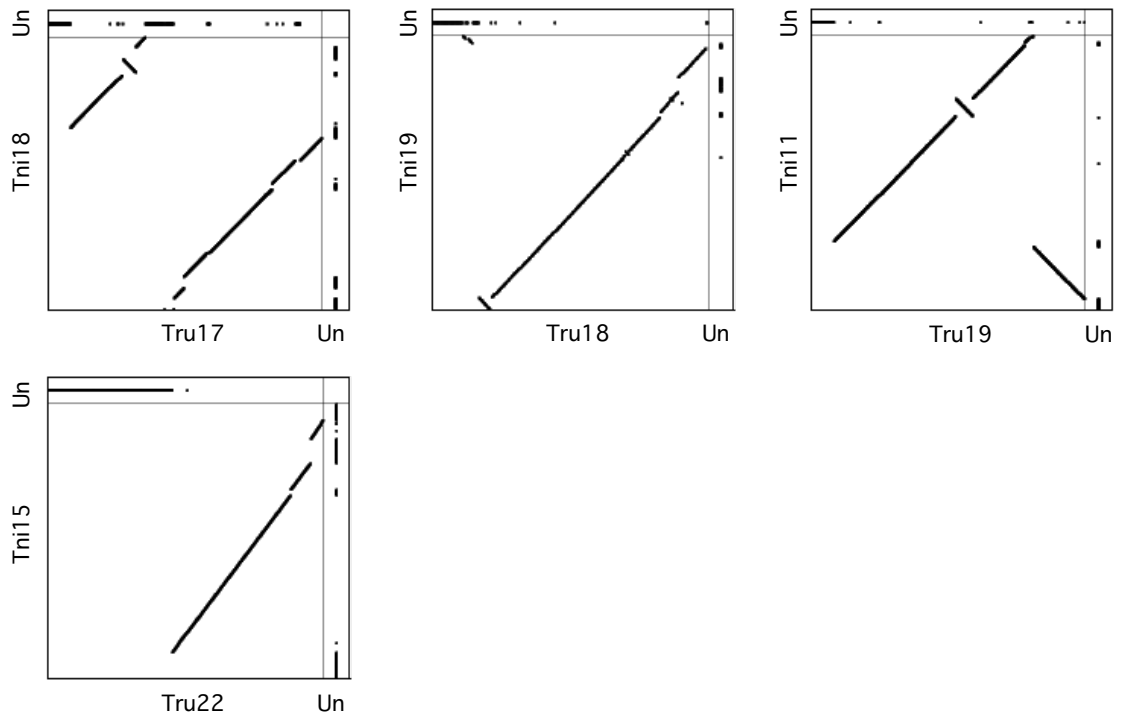 Un
Tni18
Tru17 Un
Un
Tni19
Tru18 Un
Un
Tni11
Tru19 Un
Un
Tni15
Tru22 Un